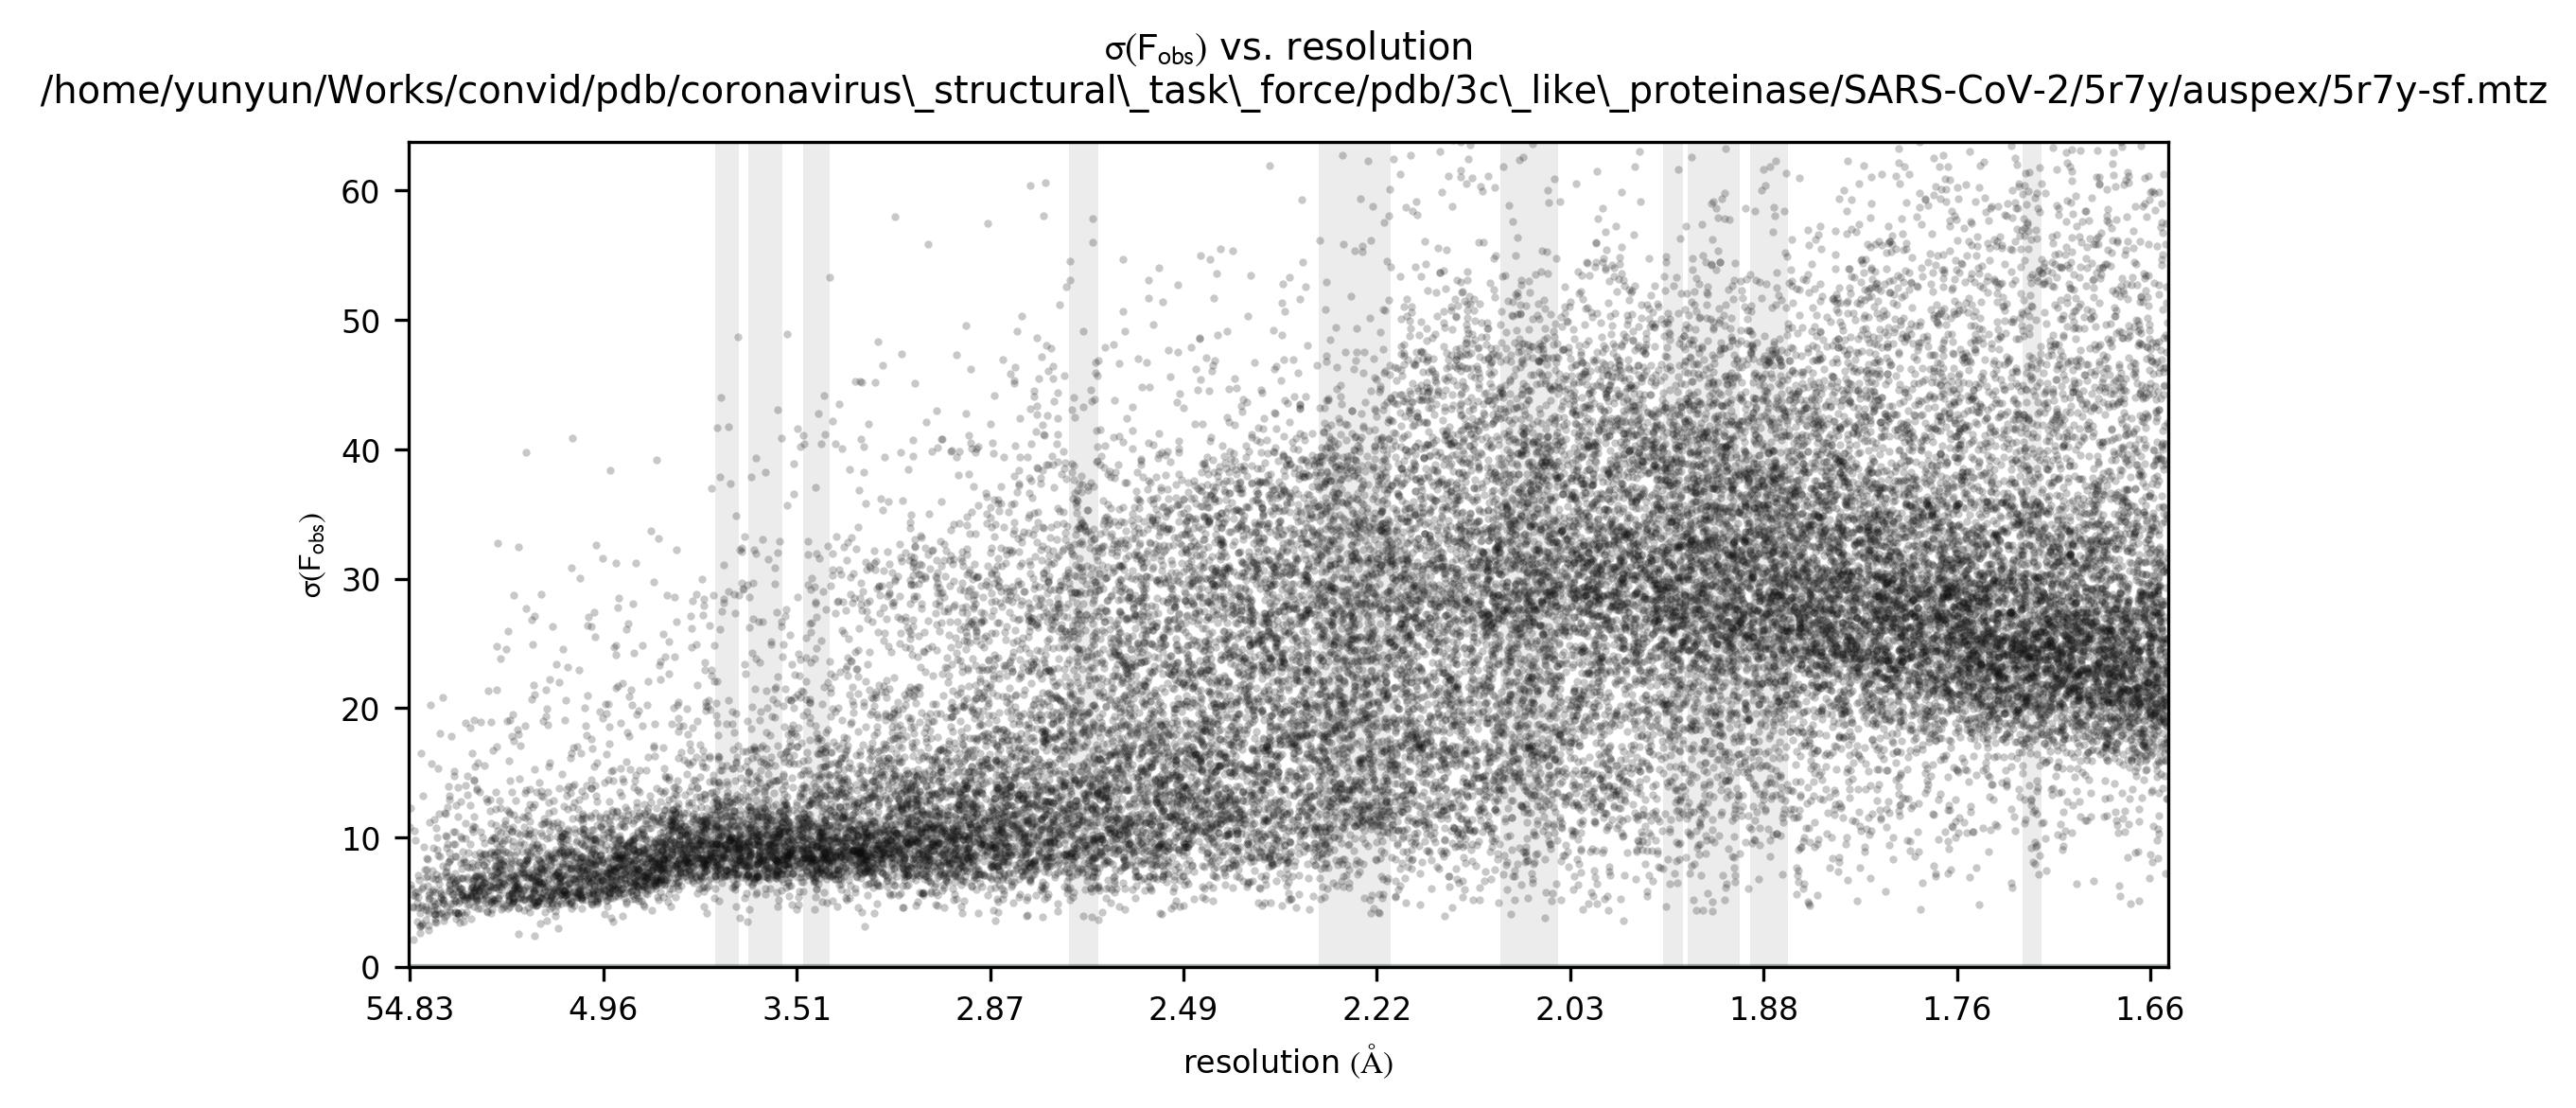 σ(Fobs) vs. resolution
/home/yunyun/Works/convid/pdb/coronavirus\_structural\_task\_force/pdb/3c\_like\_proteinase/SARS-CoV-2/5r7y/auspex/5r7y-sf.mtz
60
50
40
30
20
10
0
σ(Fobs)
54.83 4.96 3.51 2.87 2.49 2.22 2.03 1.88 1.76 1.66
resolution (Å)